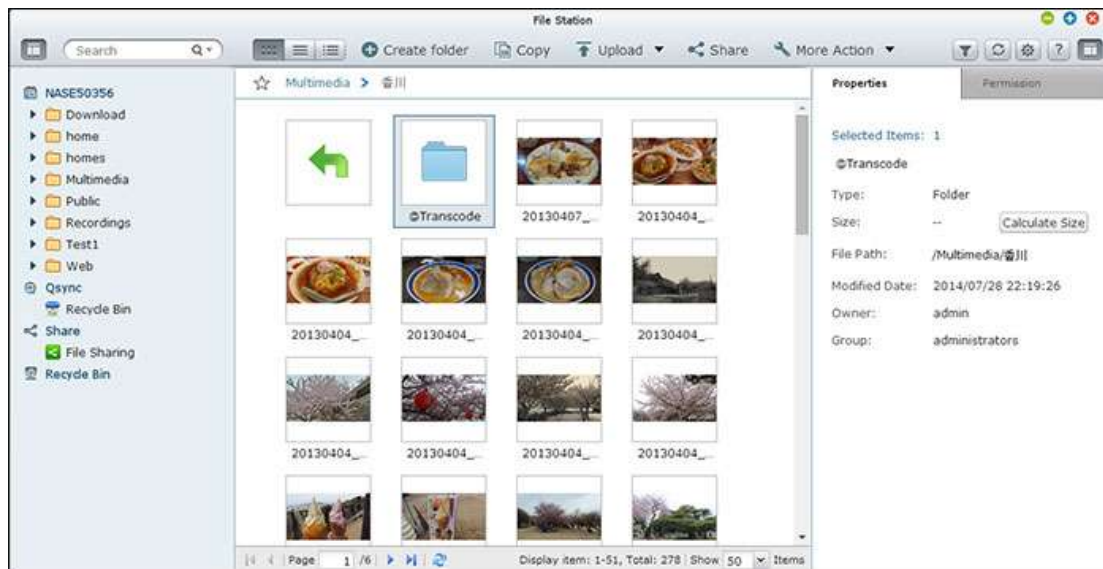 File Station
Search
Create folder
Copy
Upload
Share
More Action
?
NASE50356
Download
home
homes
Multimedia
Public
Recordings
Test1
Web
Qsync
Recycle Bin
Share
File Sharing
Recycle Bin
Multimedia > 香川
@Transcode 20130407_... 20130404_...
20130404_... 20130404_... 20130404_... 20130404_...
20130404_... 20130404_... 20130404_... 20130404_...
Page 1 /6 Display item: 1-51, Total: 278 Show 50 Items
Properties Permission
Selected Items: 1
@Transcode
Type: Folder
Size: -- Calculate Size
File Path: /Multimedia/香川
Modified Date: 2014/07/28 22:19:26
Owner: admin
Group: administrators